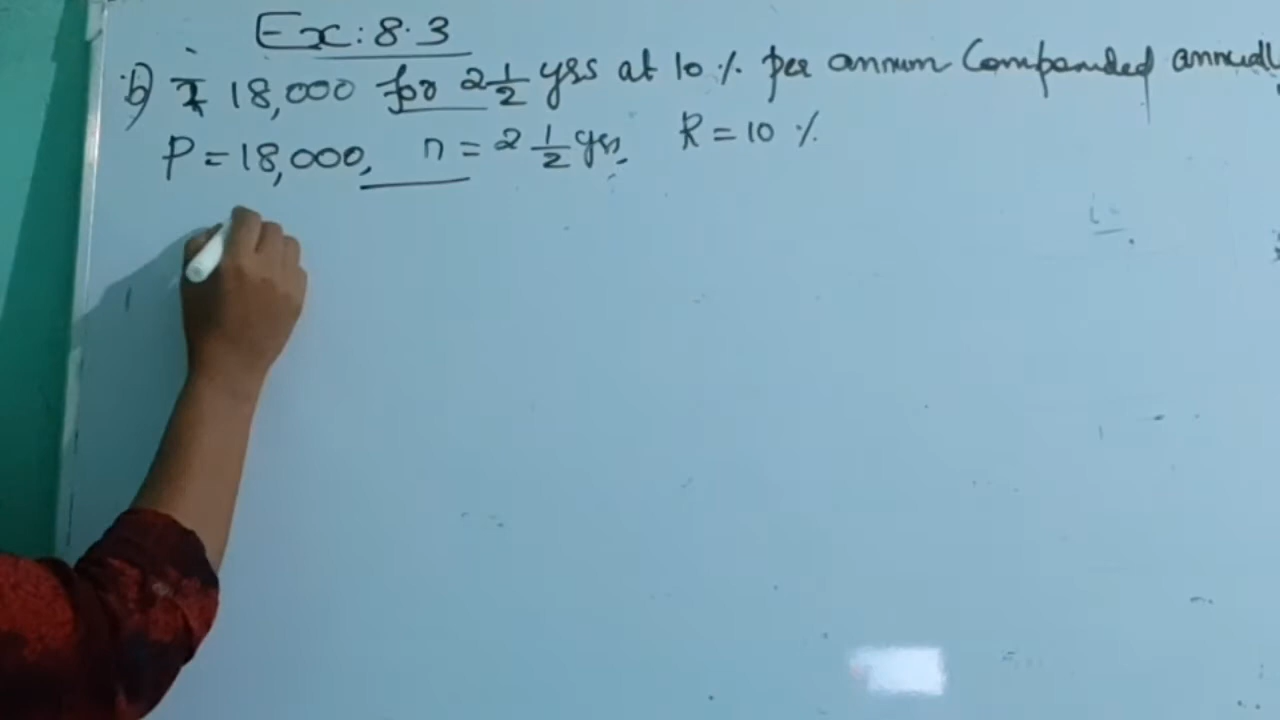 Ex: 8.3
b) ₹ 18,000 for 2 1/2 yrs at 10 % per annum Compounded annually
P = 18,000, n = 2 1/2 yrs, R = 10 %